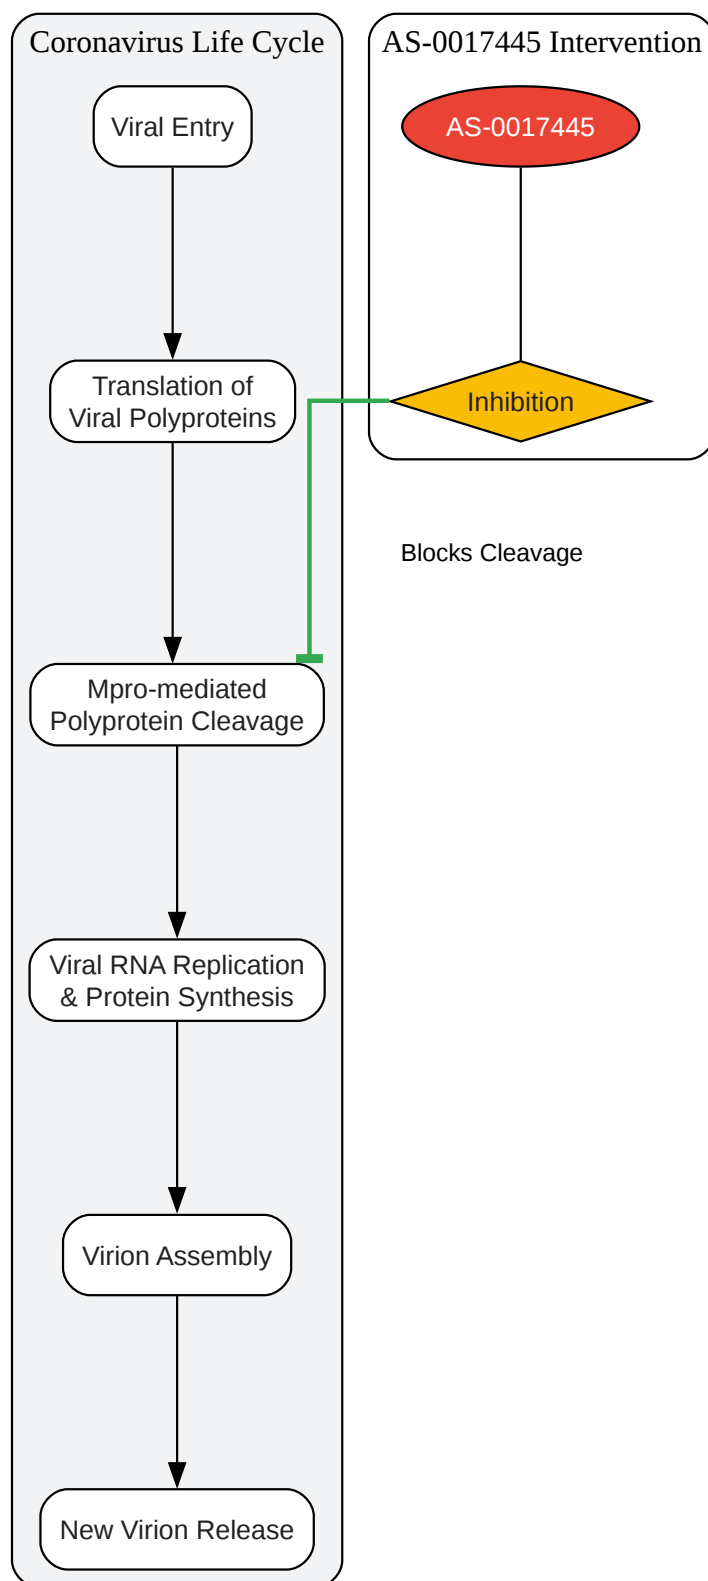 Coronavirus Life Cycle
Viral Entry
Translation of
Viral Polyproteins
Mpro-mediated
Polyprotein Cleavage
Viral RNA Replication
& Protein Synthesis
Virion Assembly
New Virion Release
AS-0017445 Intervention
AS-0017445
Inhibition
Blocks Cleavage